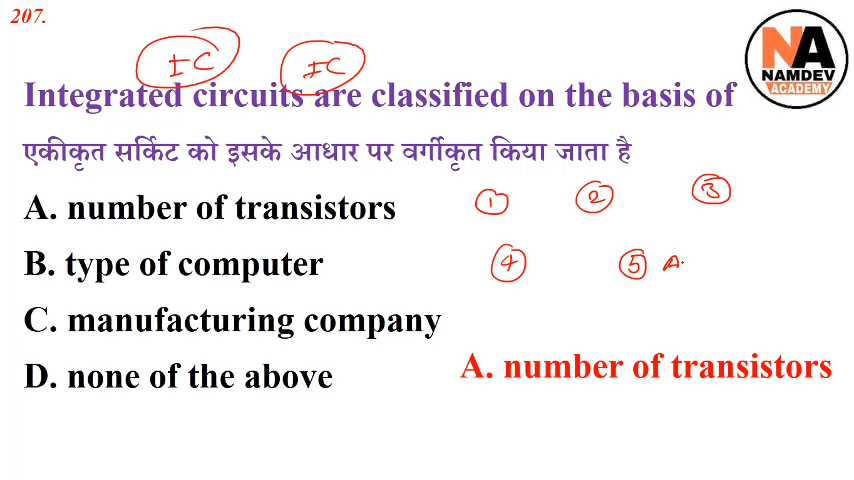 207.
IC IC
NA
NAMDEV
ACADEMY
Integrated circuits are classified on the basis of
एकीकृत सर्किट को इसके आधार पर वर्गीकृत किया जाता है
A. number of transistors
1 2 3
B. type of computer
4 5 A.
C. manufacturing company
A. number of transistors
D. none of the above